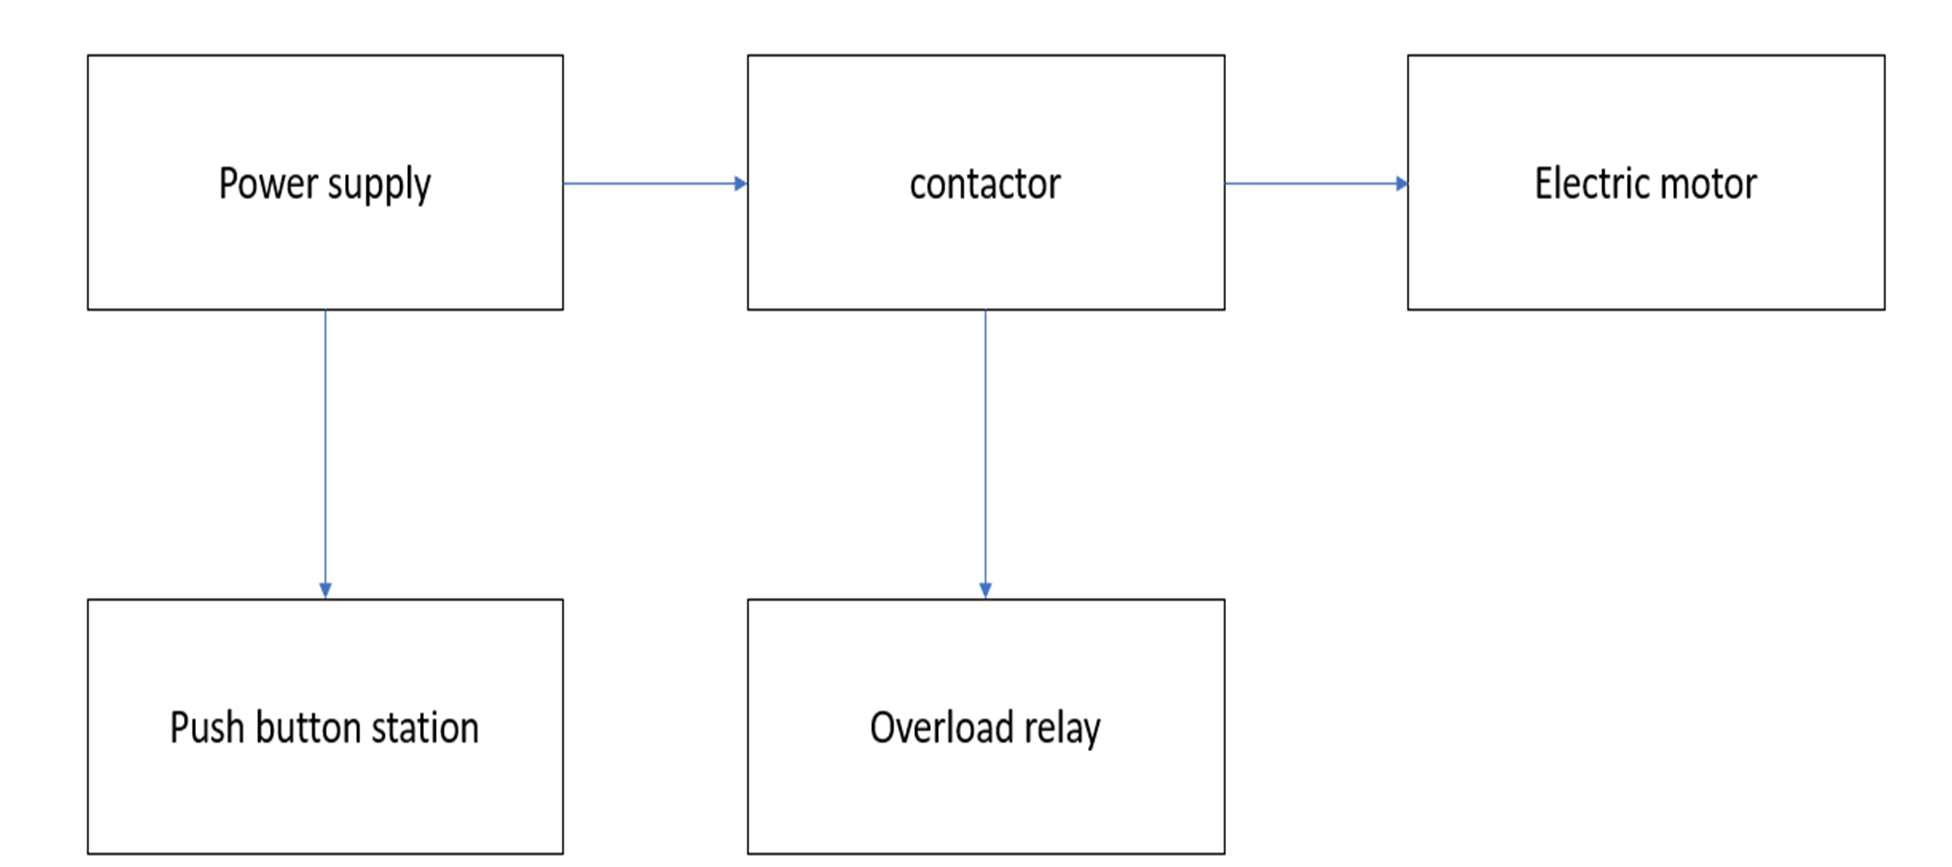 Power supply
contactor
Electric motor
Push button station
Overload relay